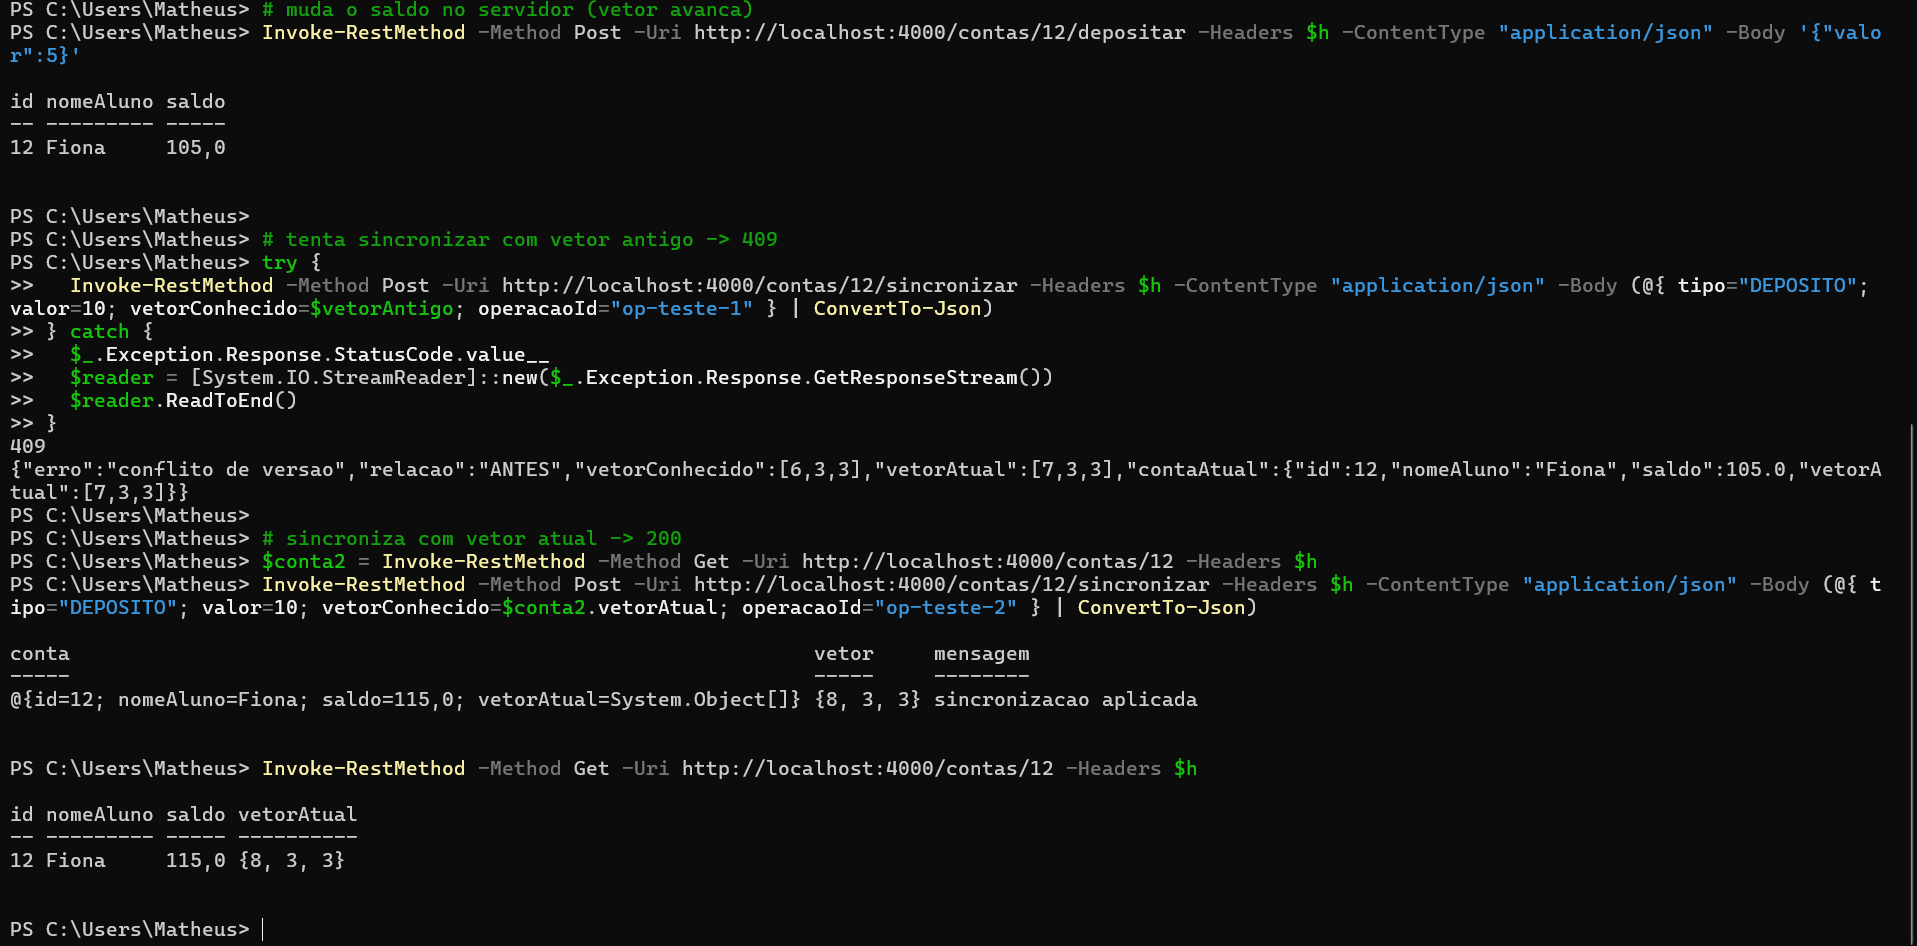 PS C:\Users\Matheus> # muda o saldo no servidor (vetor avanca)
PS C:\Users\Matheus> Invoke-RestMethod -Method Post -Uri http://localhost:4000/contas/12/depositar -Headers $h -ContentType "application/json" -Body '{"valo
r":5}'
id nomeAluno saldo
-- --------- -----
12 Fiona     105,0
PS C:\Users\Matheus>
PS C:\Users\Matheus> # tenta sincronizar com vetor antigo -> 409
PS C:\Users\Matheus> try {
>>   Invoke-RestMethod -Method Post -Uri http://localhost:4000/contas/12/sincronizar -Headers $h -ContentType "application/json" -Body (@{ tipo="DEPOSITO";
valor=10; vetorConhecido=$vetorAntigo; operacaoId="op-teste-1" } | ConvertTo-Json)
>> } catch {
>>   $_.Exception.Response.StatusCode.value__
>>   $reader = [System.IO.StreamReader]::new($_.Exception.Response.GetResponseStream())
>>   $reader.ReadToEnd()
>> }
409
{"erro":"conflito de versao","relacao":"ANTES","vetorConhecido":[6,3,3],"vetorAtual":[7,3,3],"contaAtual":{"id":12,"nomeAluno":"Fiona","saldo":105.0,"vetorA
tual":[7,3,3]}}
PS C:\Users\Matheus>
PS C:\Users\Matheus> # sincroniza com vetor atual -> 200
PS C:\Users\Matheus> $conta2 = Invoke-RestMethod -Method Get -Uri http://localhost:4000/contas/12 -Headers $h
PS C:\Users\Matheus> Invoke-RestMethod -Method Post -Uri http://localhost:4000/contas/12/sincronizar -Headers $h -ContentType "application/json" -Body (@{ t
ipo="DEPOSITO"; valor=10; vetorConhecido=$conta2.vetorAtual; operacaoId="op-teste-2" } | ConvertTo-Json)
conta                                                              vetor     mensagem
-----                                                              -----     --------
@{id=12; nomeAluno=Fiona; saldo=115,0; vetorAtual=System.Object[]} {8, 3, 3} sincronizacao aplicada
PS C:\Users\Matheus> Invoke-RestMethod -Method Get -Uri http://localhost:4000/contas/12 -Headers $h
id nomeAluno saldo vetorAtual
-- --------- ----- ----------
12 Fiona     115,0 {8, 3, 3}
PS C:\Users\Matheus>